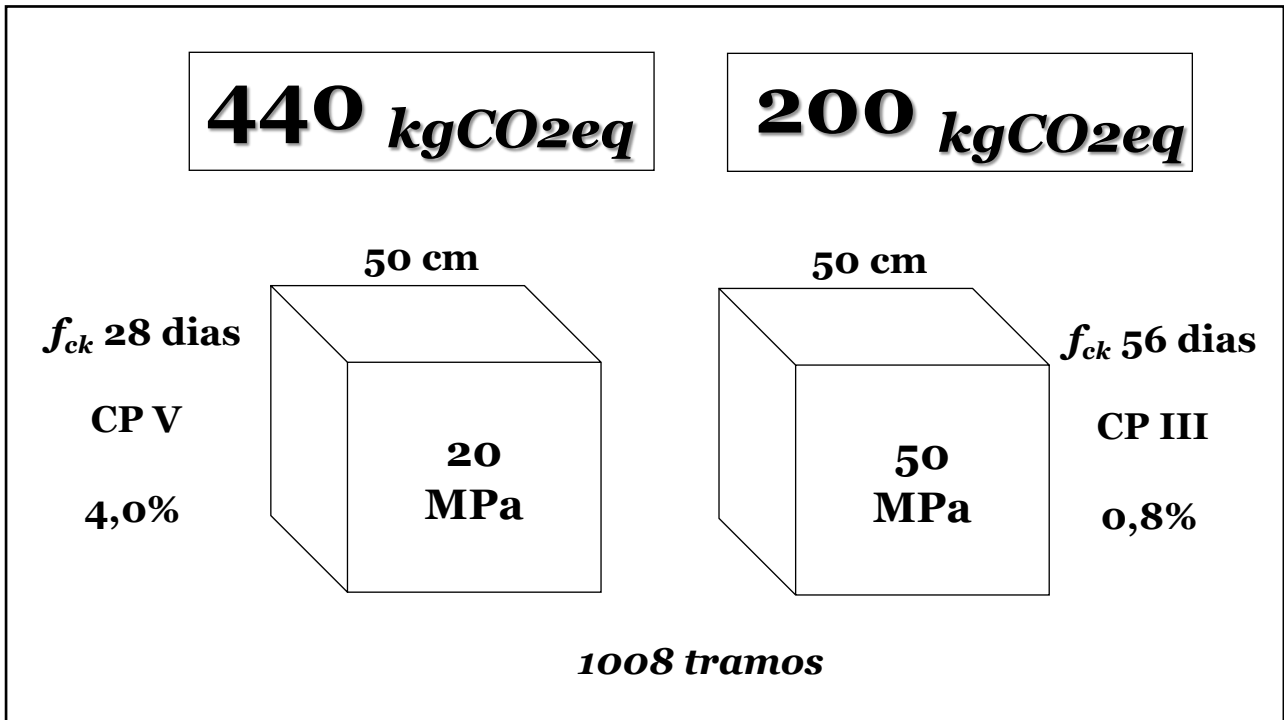 440 kgCO2eq
200 kgCO2eq
50 cm
50 cm
fck 28 dias
fck 56 dias
CP V
CP III
20
MPa
50
MPa
4,0%
0,8%
1008 tramos